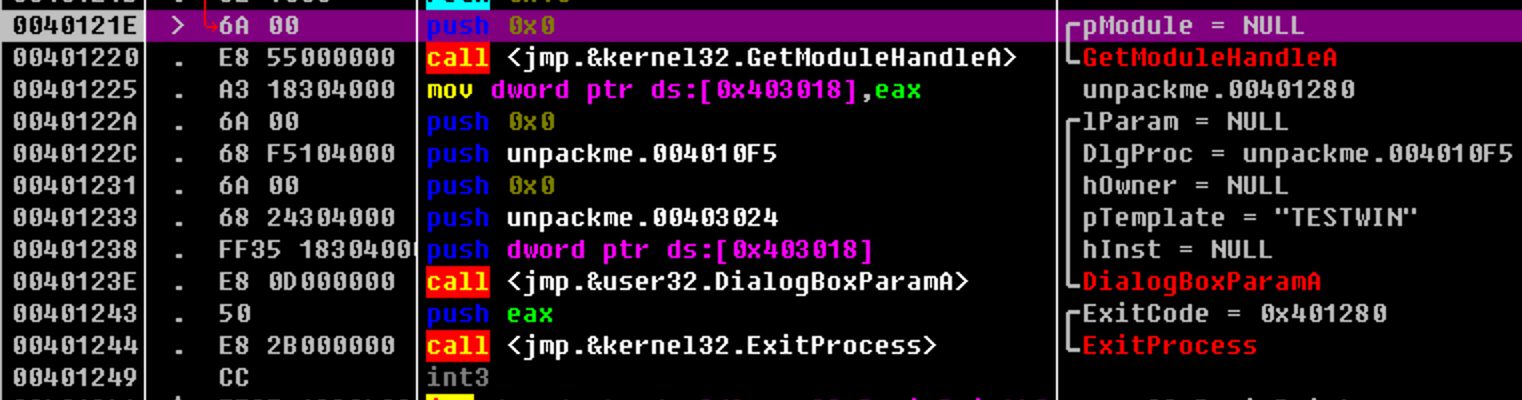 0040121E > 6A 00 push 0x0 pModule = NULL
00401220 . E8 55000000 call <jmp.&kernel32.GetModuleHandleA> GetModuleHandleA
00401225 . A3 18304000 mov dword ptr ds:[0x403018],eax unpackme.00401280
0040122A . 6A 00 push 0x0 lParam = NULL
0040122C . 68 F5104000 push unpackme.004010F5 DlgProc = unpackme.004010F5
00401231 . 6A 00 push 0x0 hOwner = NULL
00401233 . 68 24304000 push unpackme.00403024 pTemplate = "TESTWIN"
00401238 . FF35 1830400 push dword ptr ds:[0x403018] hInst = NULL
0040123E . E8 0D000000 call <jmp.&user32.DialogBoxParamA> DialogBoxParamA
00401243 . 50 push eax ExitCode = 0x401280
00401244 . E8 2B000000 call <jmp.&kernel32.ExitProcess> ExitProcess
00401249 CC int3